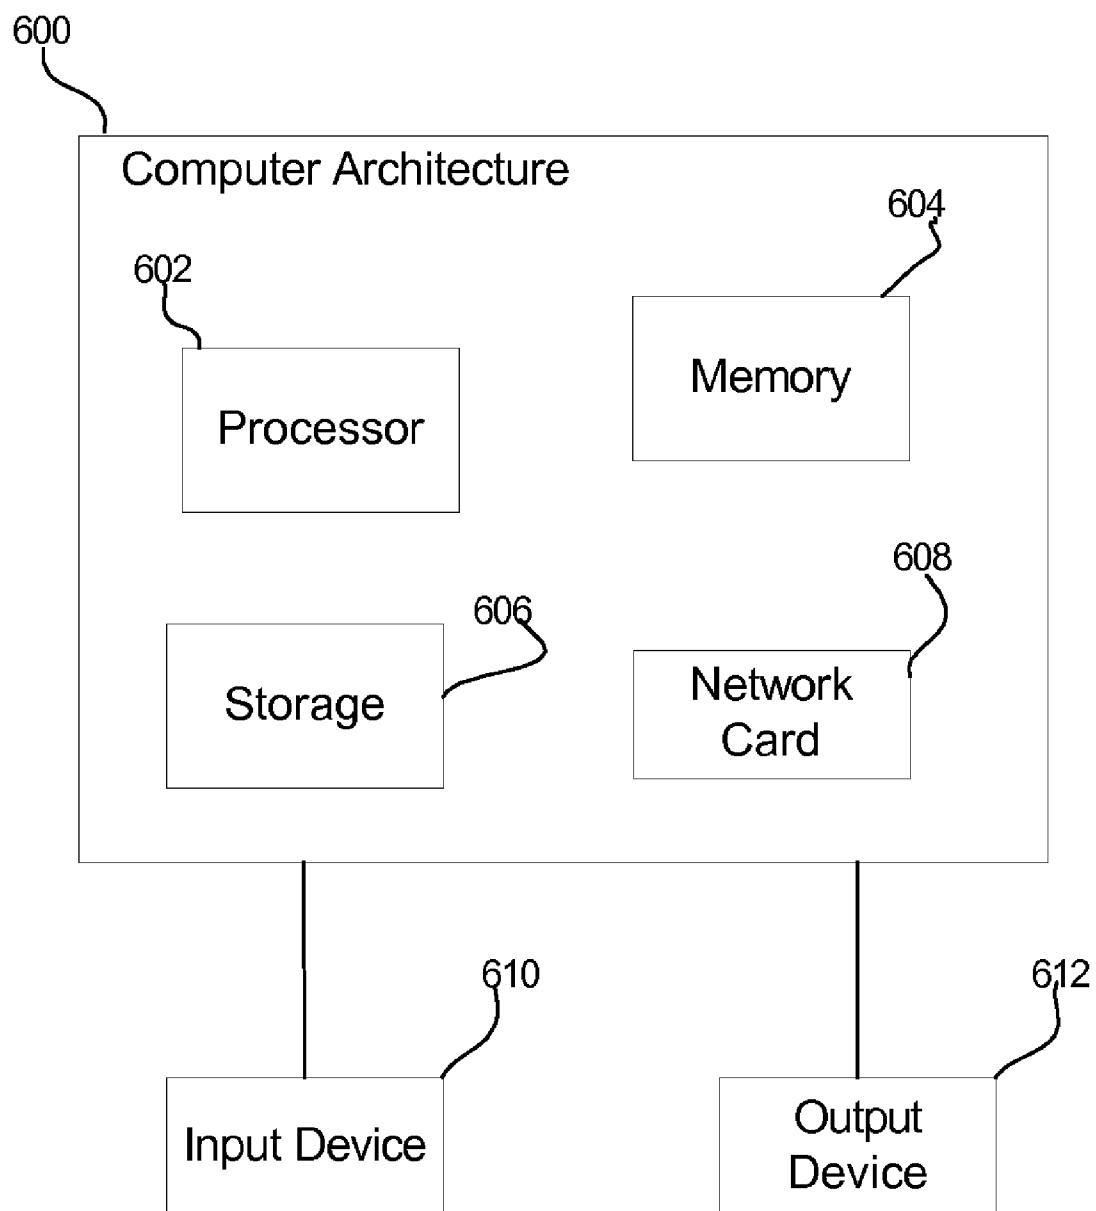 600
Computer Architecture
604
602
Memory
Processor
608
606
Network
Card
Storage
610
612
Input Device
Output
Device